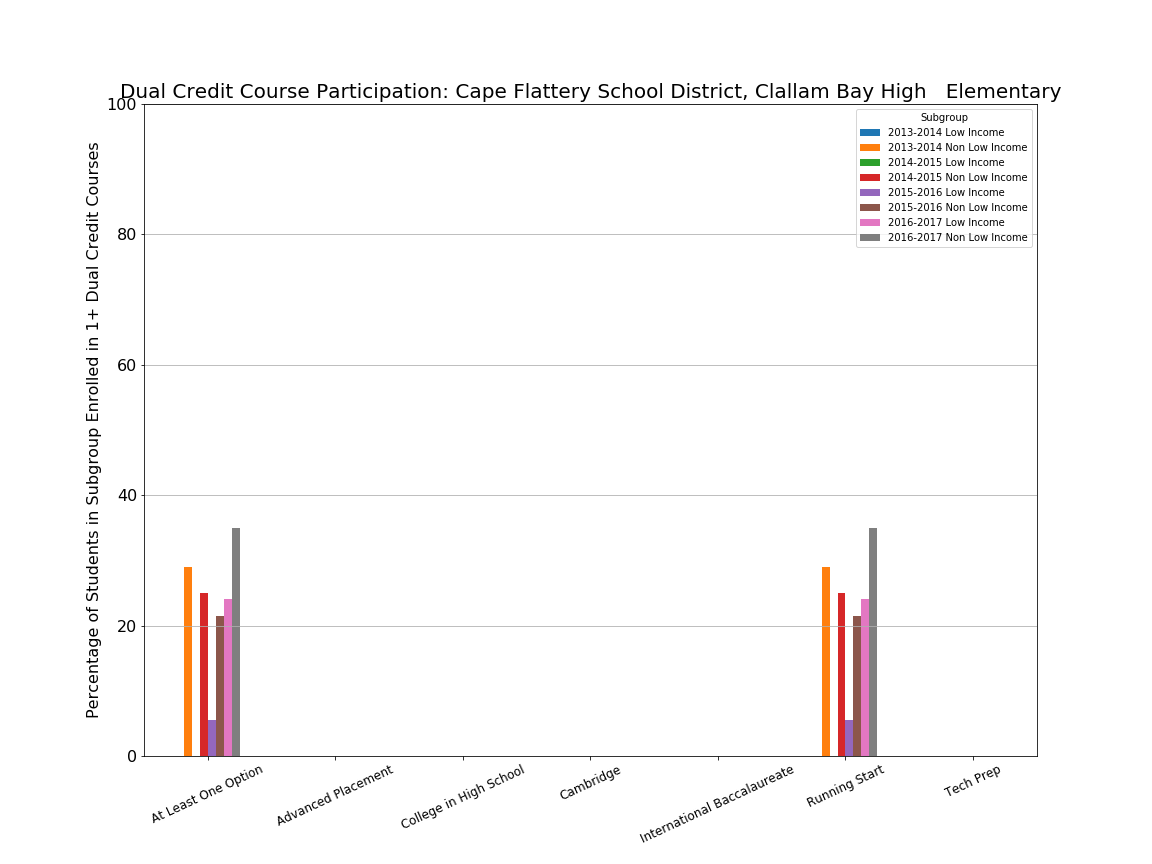 Dual Credit Course Participation: Cape Flattery School District, Clallam Bay High   Elementary
Percentage of Students in Subgroup Enrolled in 1+ Dual Credit Courses
100
80
60
40
20
0
Subgroup
2013-2014 Low Income
2013-2014 Non Low Income
2014-2015 Low Income
2014-2015 Non Low Income
2015-2016 Low Income
2015-2016 Non Low Income
2016-2017 Low Income
2016-2017 Non Low Income
At Least One Option
Advanced Placement
College in High School
Cambridge
International Baccalaureate
Running Start
Tech Prep